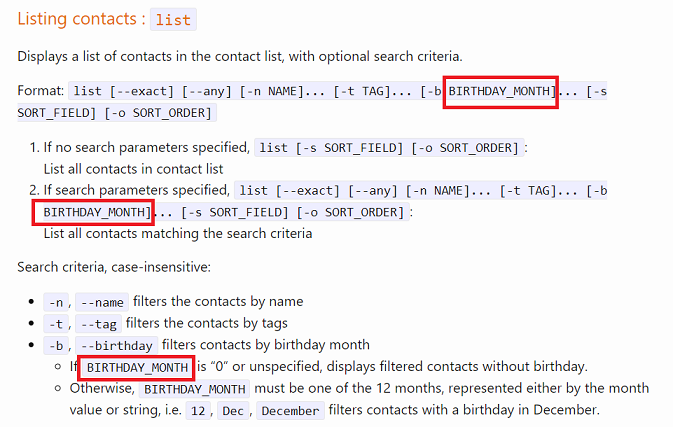 Listing contacts : list
Displays a list of contacts in the contact list, with optional search criteria.
Format: list [--exact] [--any] [-n NAME]... [-t TAG]... [-b BIRTHDAY_MONTH]... [-s
SORT_FIELD] [-o SORT_ORDER]
1. If no search parameters specified, list [-s SORT_FIELD] [-o SORT_ORDER] :
List all contacts in contact list
2. If search parameters specified, list [--exact] [--any] [-n NAME]... [-t TAG]... [-b
BIRTHDAY_MONTH]... [-s SORT_FIELD] [-o SORT_ORDER] :
List all contacts matching the search criteria
Search criteria, case-insensitive:
• -n , --name filters the contacts by name
• -t , --tag filters the contacts by tags
• -b , --birthday filters contacts by birthday month
○ If BIRTHDAY_MONTH is “0” or unspecified, displays filtered contacts without birthday.
○ Otherwise, BIRTHDAY_MONTH must be one of the 12 months, represented either by the month
value or string, i.e. 12 , Dec , December filters contacts with a birthday in December.